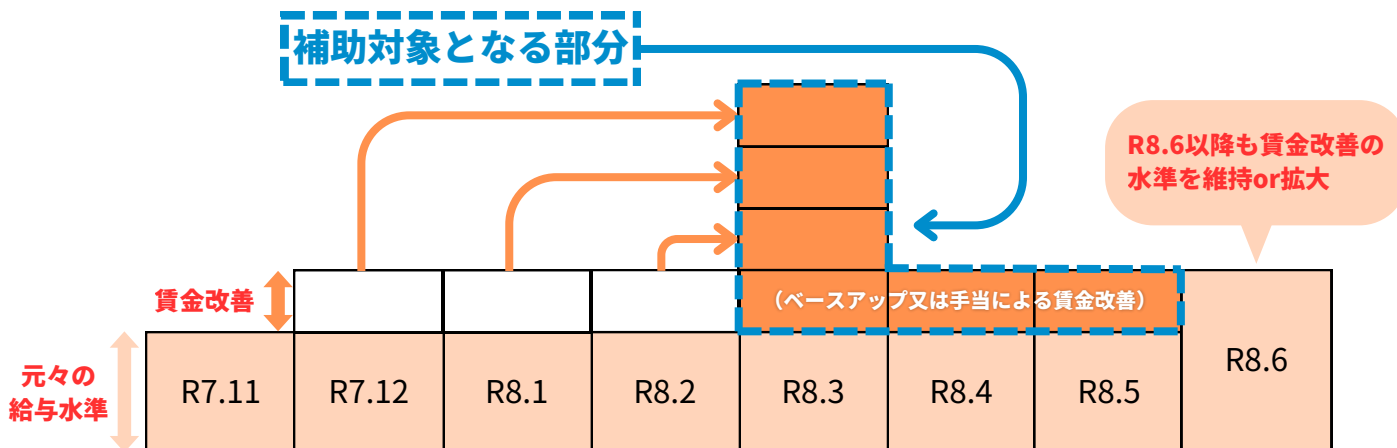 補助対象となる部分
R8.6以降も賃金改善の
水準を維持or拡大
賃金改善
（ベースアップ又は手当による賃金改善）
元々の
給与水準
R7.11
R7.12
R8.1
R8.2
R8.3
R8.4
R8.5
R8.6